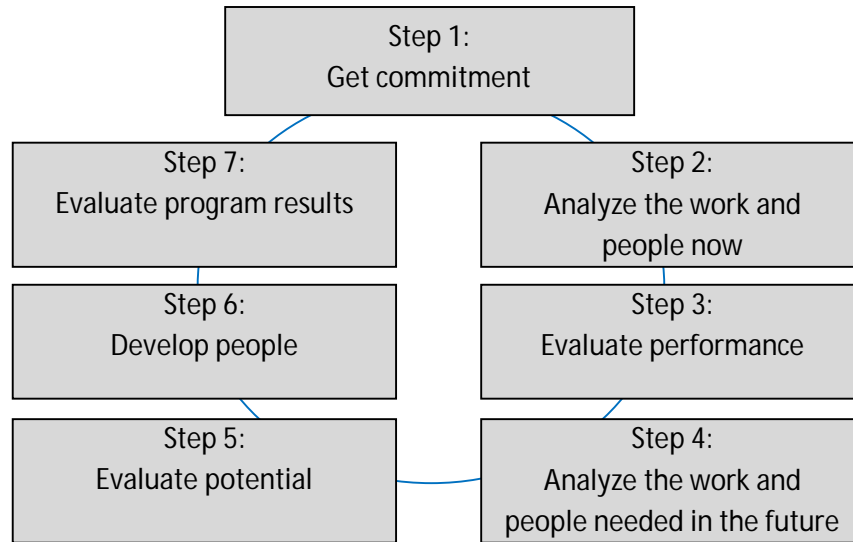 Step 1:
Get commitment
Step 2:
Analyze the work and
people now
Step 3:
Evaluate performance
Step 4:
Analyze the work and
people needed in the future
Step 5:
Evaluate potential
Step 6:
Develop people
Step 7:
Evaluate program results